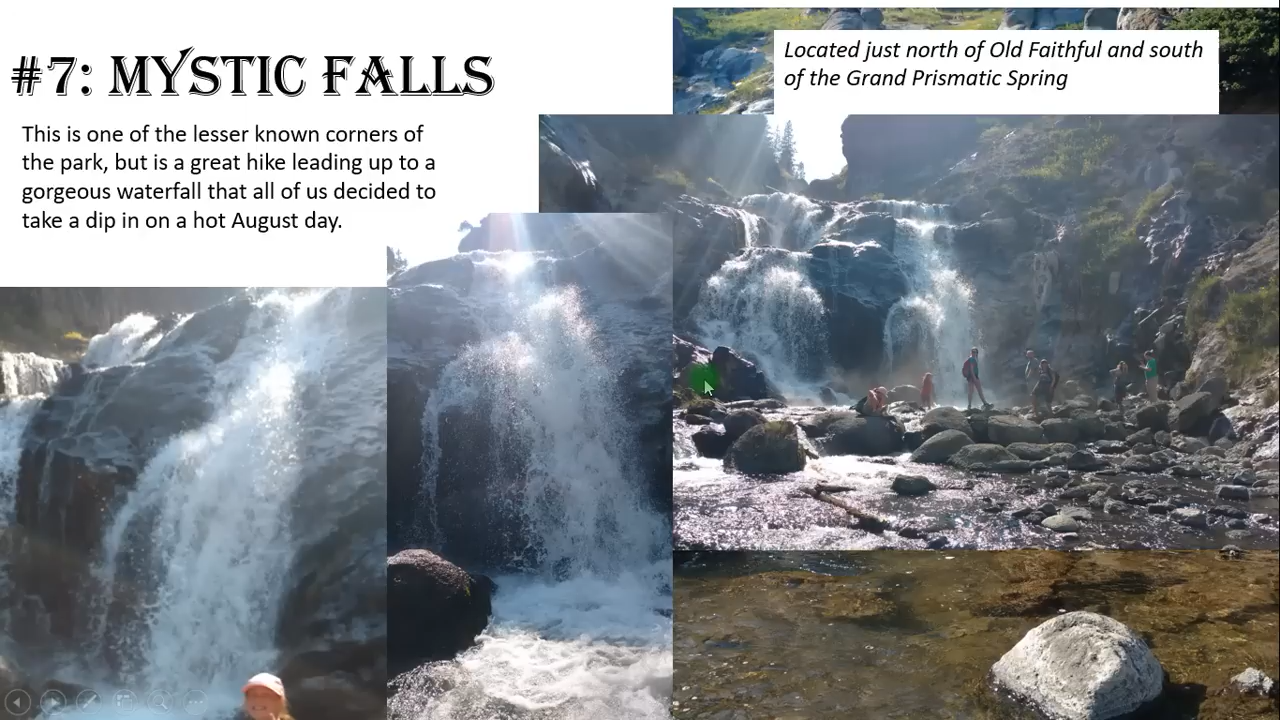 #7: MYSTIC FALLS
This is one of the lesser known corners of
the park, but is a great hike leading up to a
gorgeous waterfall that all of us decided to
take a dip in on a hot August day.
Located just north of Old Faithful and south
of the Grand Prismatic Spring